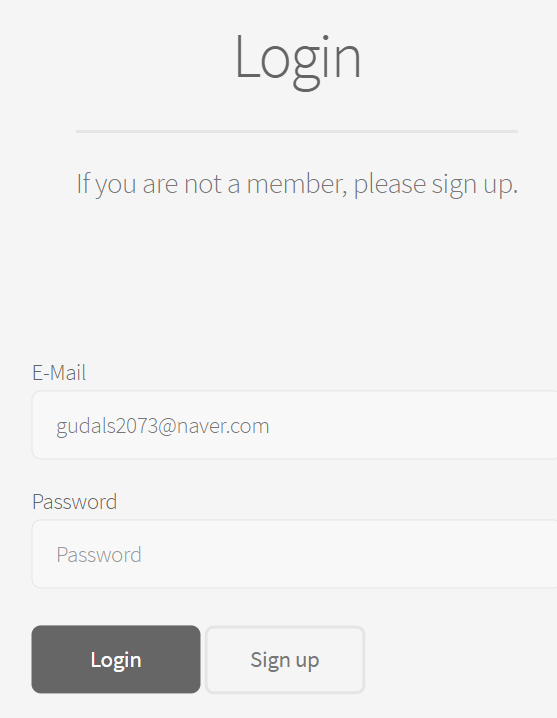 Login
If you are not a member, please sign up.
E-Mail
gudals2073@naver.com
Password
Password
Login Sign up